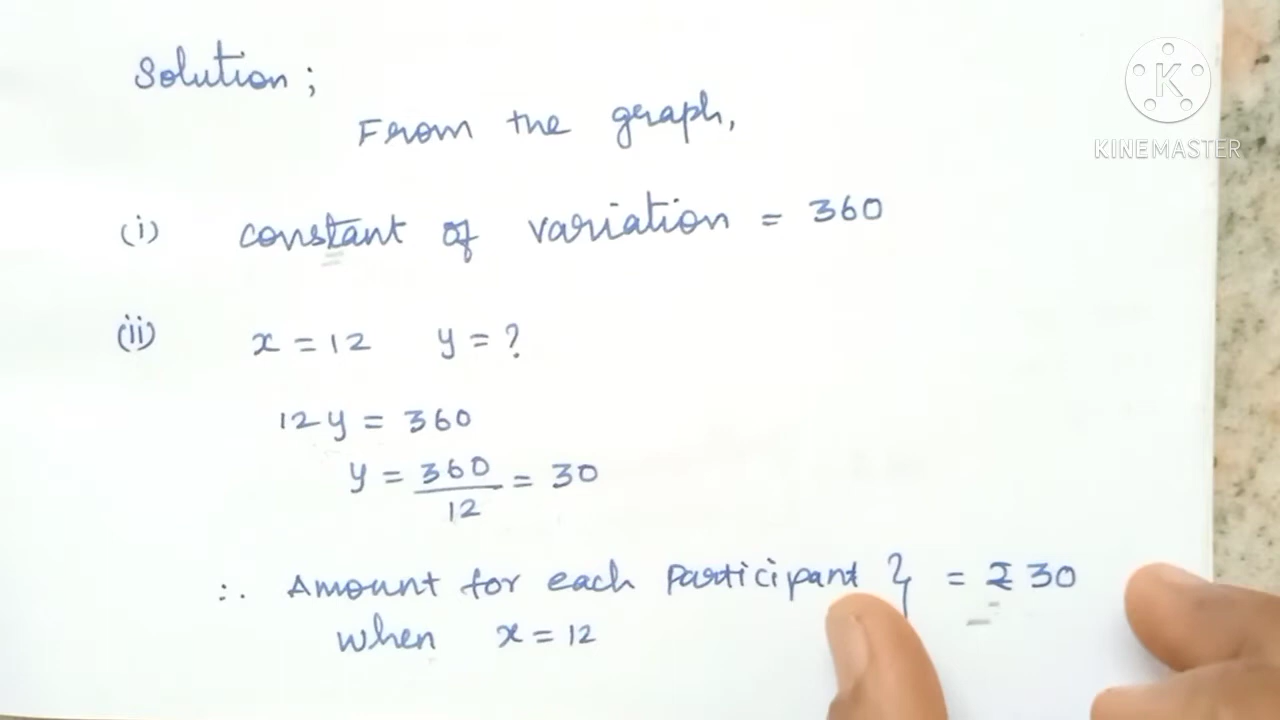 Solution;
K
KINEMASTER
From the graph,
(i) constant of variation = 360
(ii) x = 12 y = ?
12y = 360
y = 360/12 = 30
∴ Amount for each Participant } = ₹30
when x = 12